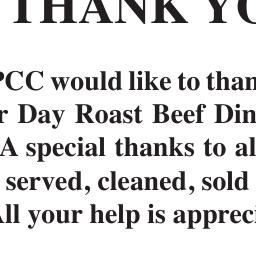 THANK YO
PCC would like to than
r Day Roast Beef Din
A special thanks to al
served, cleaned, sold
All your help is appreci